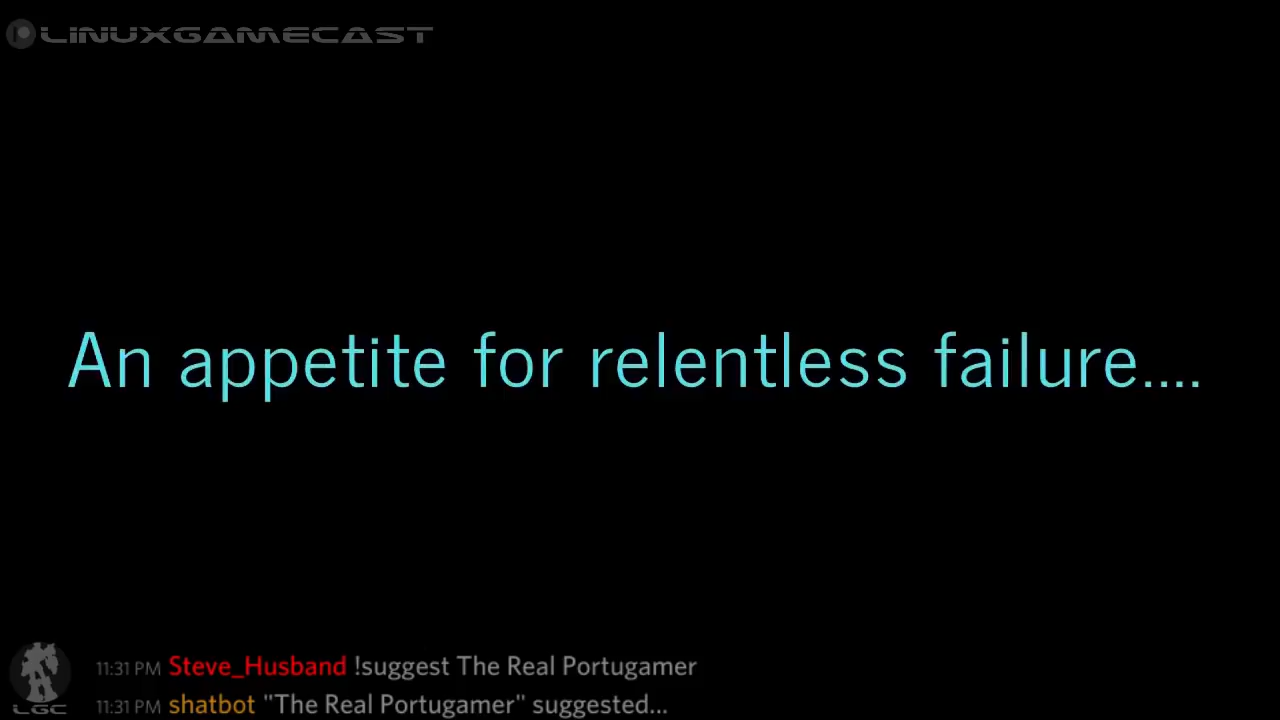 LINUXGAMECAST
An appetite for relentless failure....
11:31 PM Steve_Husband !suggest The Real Portugamer
11:31 PM shatbot "The Real Portugamer" suggested...
LGC